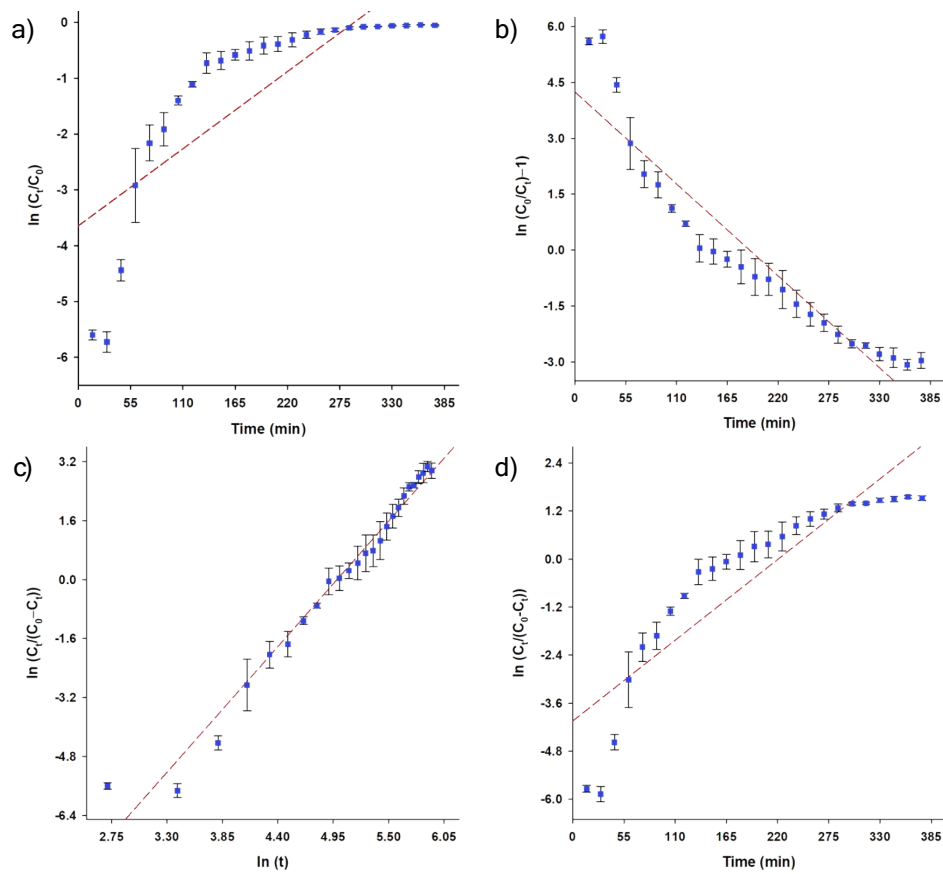 a)
ln (Cₜ/C₀)
0
-1
-2
-3
-4
-5
-6
0 55 110 165 220 275 330 385
Time (min)
b)
ln (C₀/Cₜ)−1)
6.0
4.5
3.0
1.5
0.0
-1.5
-3.0
0 55 110 165 220 275 330 385
Time (min)
c)
ln (Cₜ/(C₀−Cₜ))
3.2
1.6
0.0
-1.6
-3.2
-4.8
-6.4
2.75 3.30 3.85 4.40 4.95 5.50 6.05
ln (t)
d)
ln (Cₜ/(C₀-Cₜ))
2.4
1.2
0.0
-1.2
-2.4
-3.6
-4.8
-6.0
0 55 110 165 220 275 330 385
Time (min)